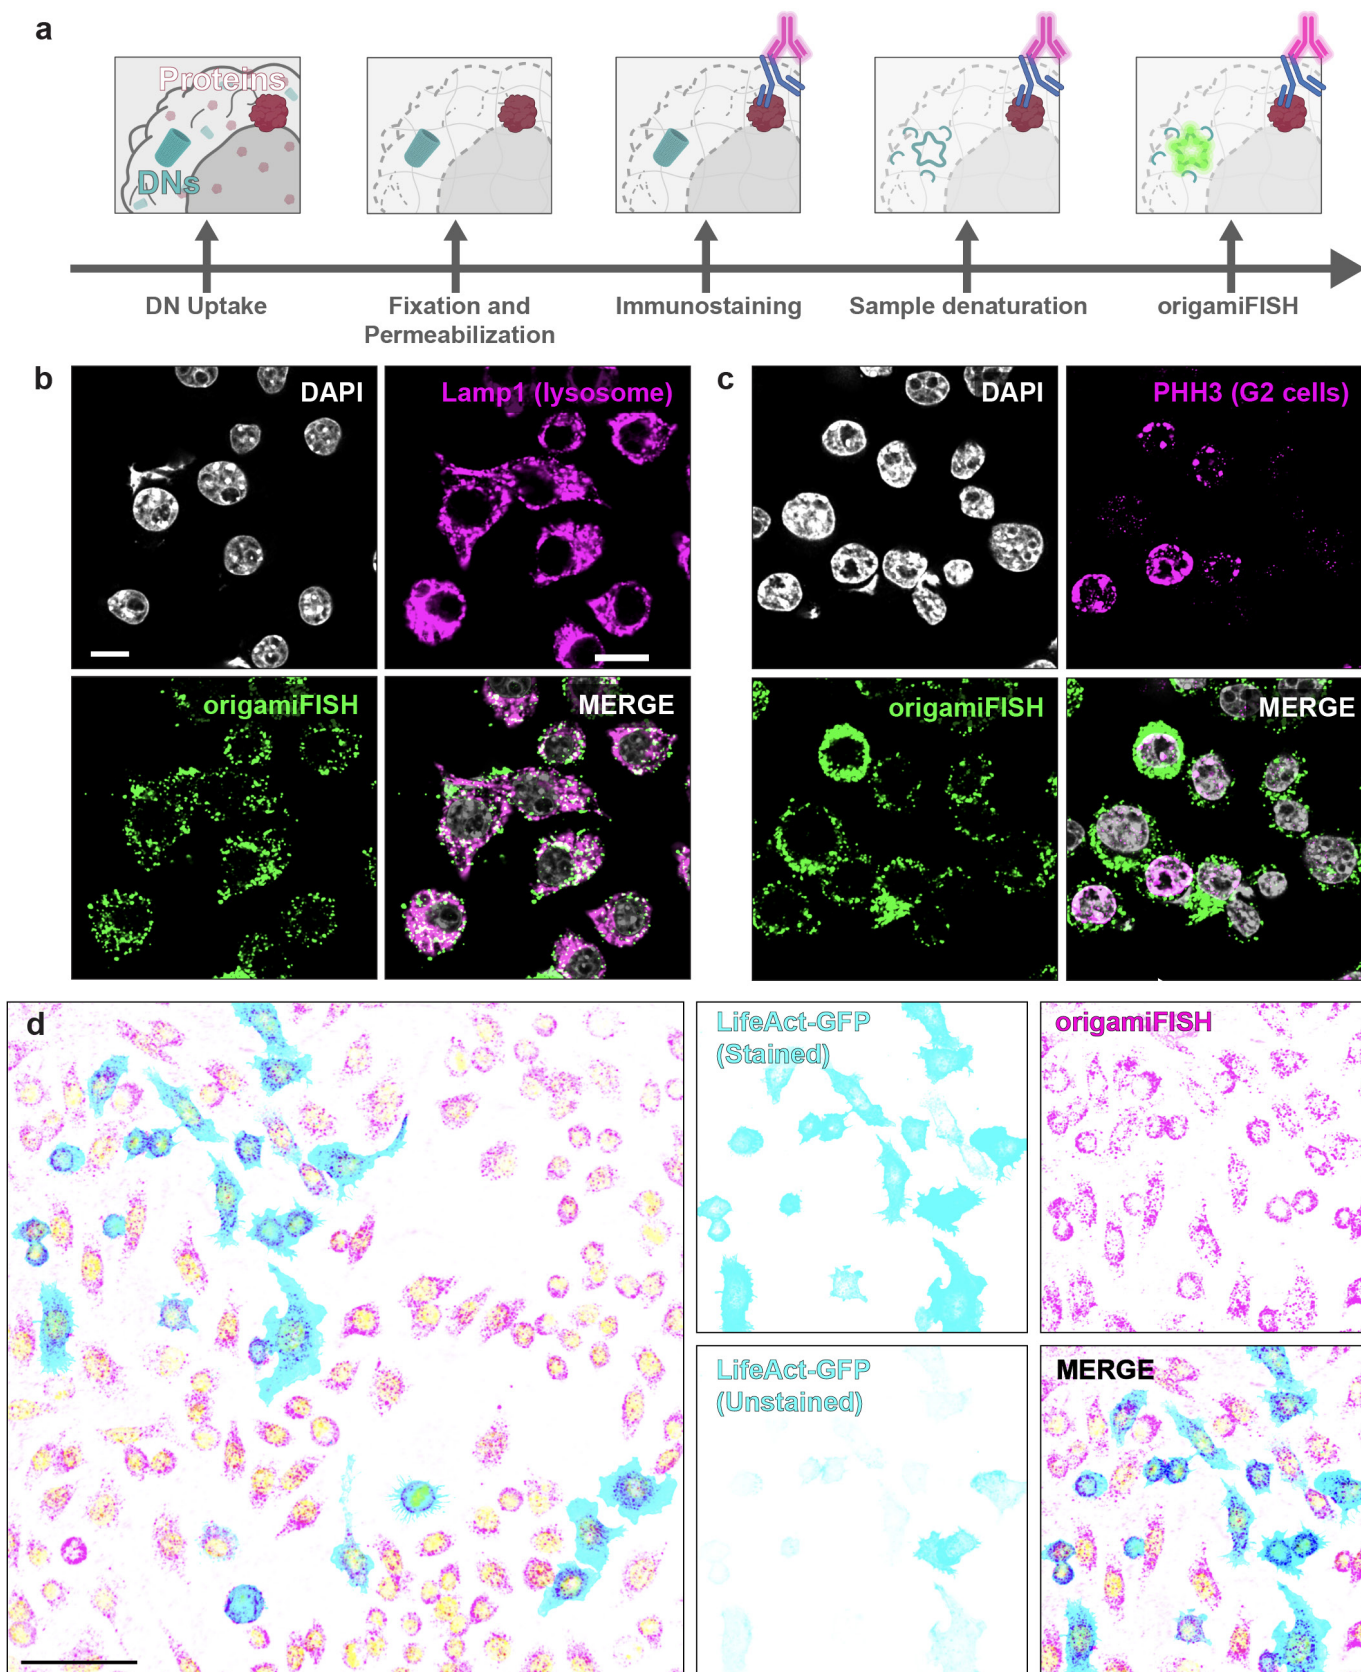 a
Proteins
DNs
DN Uptake
Fixation and
Permeabilization
Immunostaining
Sample denaturation
origamiFISH
b
DAPI
Lamp1 (lysosome)
origamiFISH
MERGE
c
DAPI
PHH3 (G2 cells)
origamiFISH
MERGE
d
LifeAct-GFP
(Stained)
origamiFISH
LifeAct-GFP
(Unstained)
MERGE